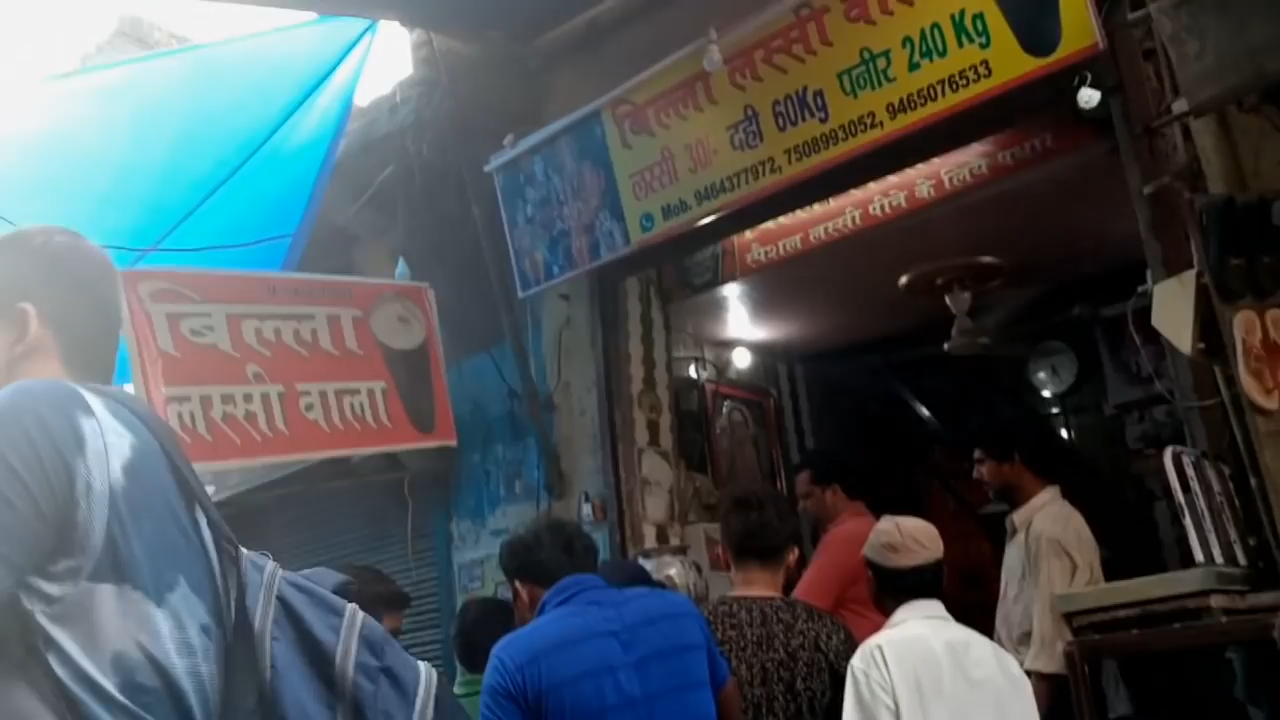 बिल्ला लस्सी वाला
लस्सी 30/- दही 60Kg पनीर 240 Kg
Mob. 9464377972, 7508993052, 9465076533
स्पैशल लस्सी पीने के लिये पधारे
बिल्ला
लस्सी वाला